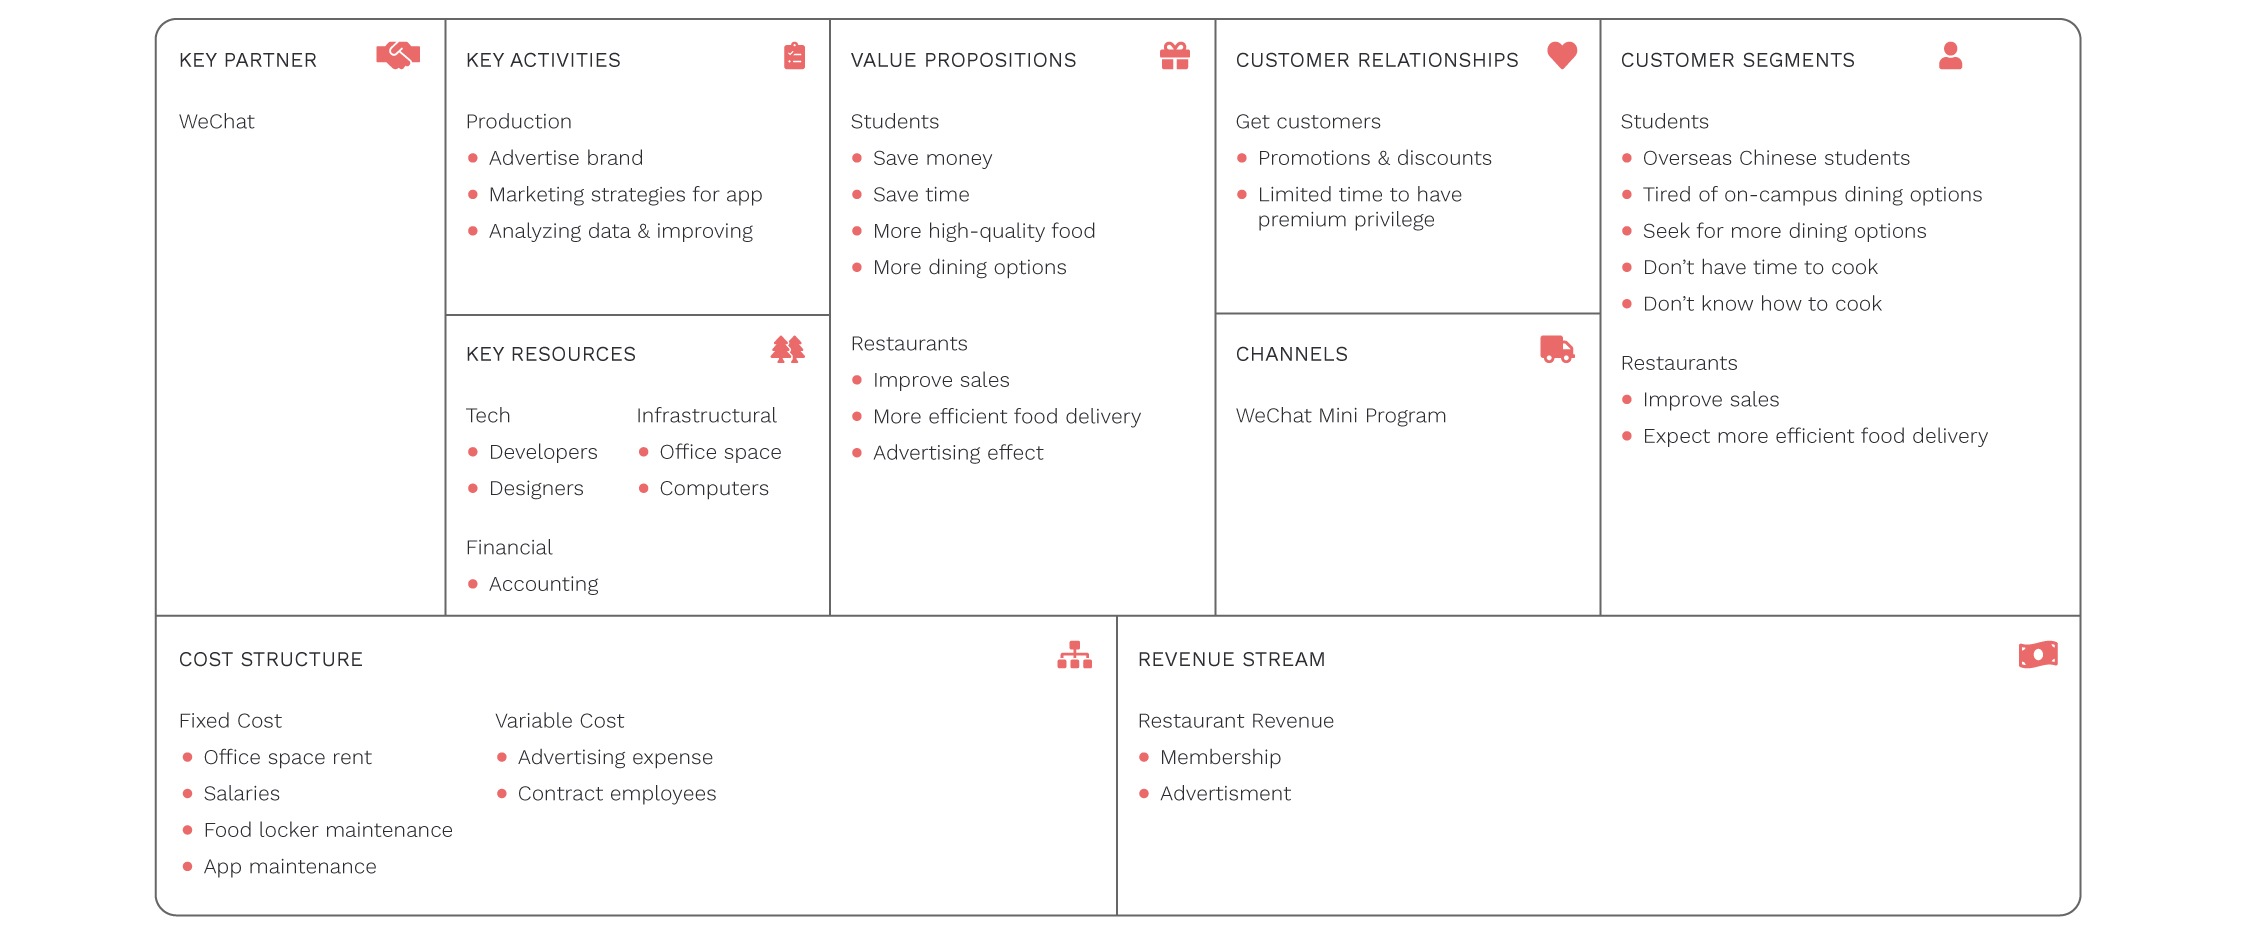 KEY PARTNER
WeChat
KEY ACTIVITIES
Production
Advertise brand
Marketing strategies for app
Analyzing data & improving
KEY RESOURCES
Tech
Developers
Designers
Infrastructural
Office space
Computers
Financial
Accounting
VALUE PROPOSITIONS
Students
Save money
Save time
More high-quality food
More dining options
Restaurants
Improve sales
More efficient food delivery
Advertising effect
CUSTOMER RELATIONSHIPS
Get customers
Promotions & discounts
Limited time to have
premium privilege
CHANNELS
WeChat Mini Program
CUSTOMER SEGMENTS
Students
Overseas Chinese students
Tired of on-campus dining options
Seek for more dining options
Don’t have time to cook
Don’t know how to cook
Restaurants
Improve sales
Expect more efficient food delivery
COST STRUCTURE
Fixed Cost
Office space rent
Salaries
Food locker maintenance
App maintenance
Variable Cost
Advertising expense
Contract employees
REVENUE STREAM
Restaurant Revenue
Membership
Advertisment